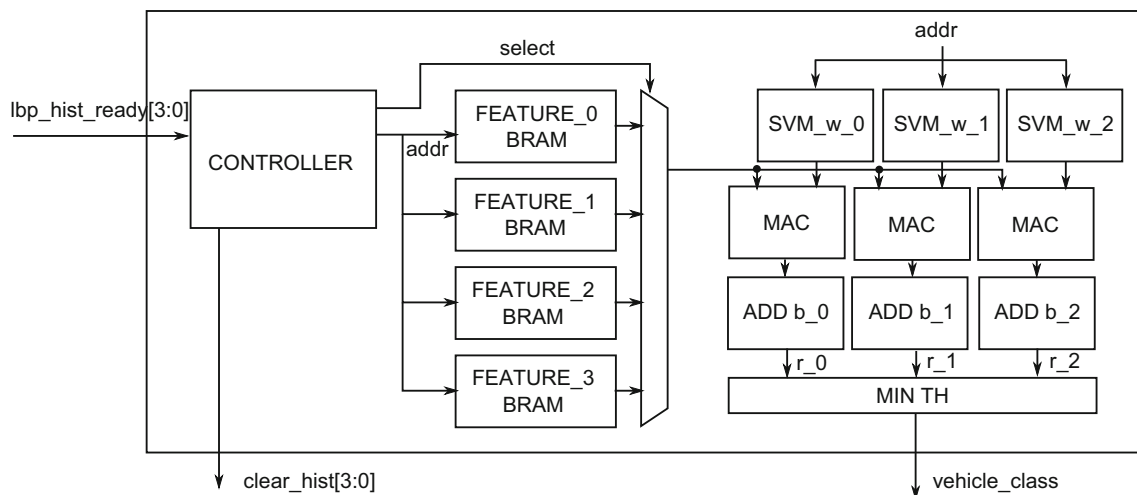 select
addr
lbp_hist_ready[3:0]
CONTROLLER
addr
FEATURE_0
BRAM
FEATURE_1
BRAM
FEATURE_2
BRAM
FEATURE_3
BRAM
SVM_w_0
SVM_w_1
SVM_w_2
MAC
MAC
MAC
ADD b_0
ADD b_1
ADD b_2
r_0
r_1
r_2
MIN TH
clear_hist[3:0]
vehicle_class